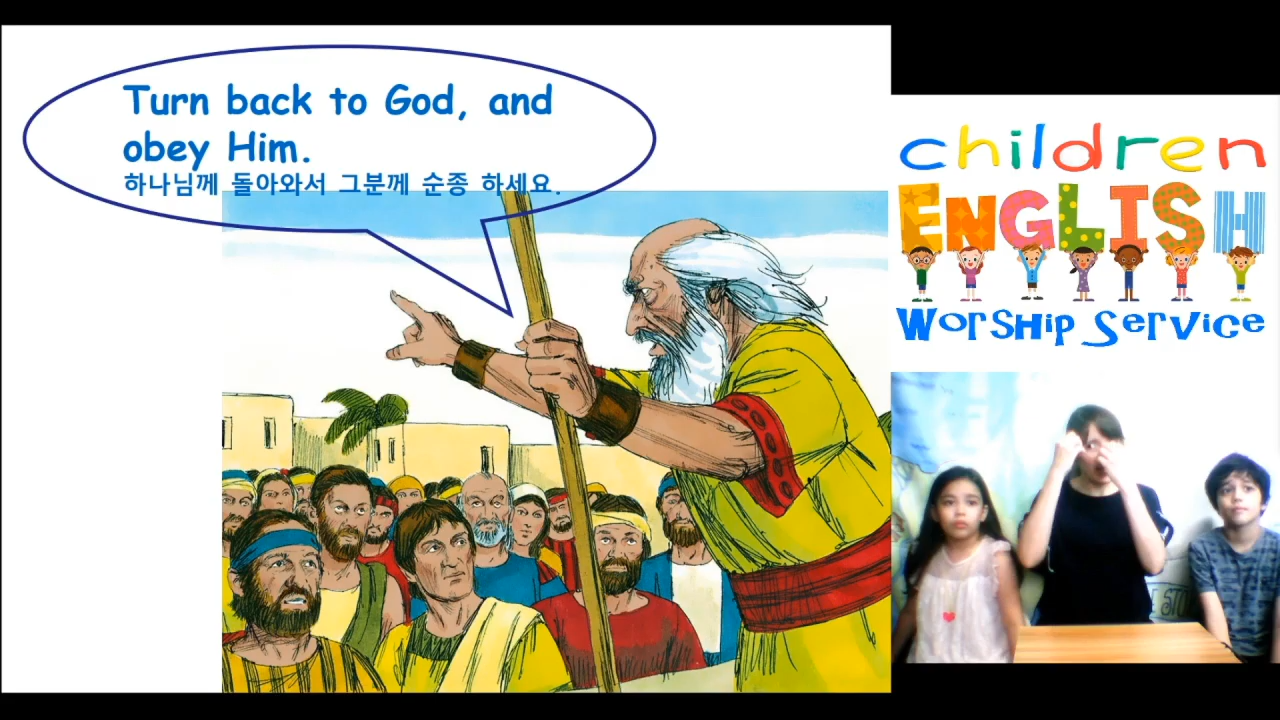 Turn back to God, and
obey Him.
하나님께 돌아와서 그분께 순종 하세요.
children
ENGLISH
Worship Service